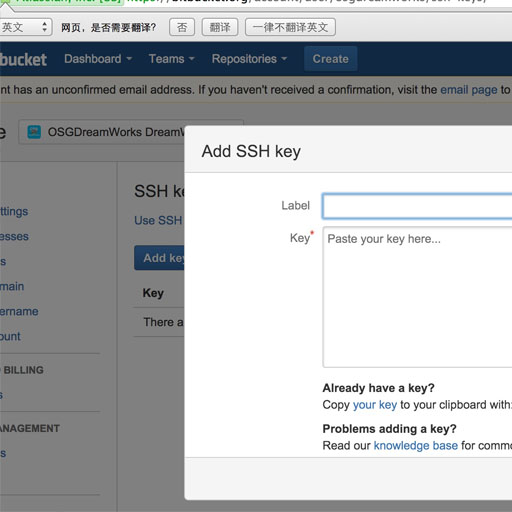 英文
网页，是否需要翻译?
否
翻译
一律不翻译英文
bucket
Dashboard
Teams
Repositories
Create
nt has an unconfirmed email address. If you haven't received a confirmation, visit the email page to
OSGDreamWorks DreamW
Add SSH key
SSH ke
Label
ttings
Use SSH
Key*
Paste your key here...
esses
s
Add key
main
Key
ername
There a
ount
BILLING
s
Already have a key?
Copy your key to your clipboard with:
ANAGEMENT
Problems adding a key?
s
Read our knowledge base for commo